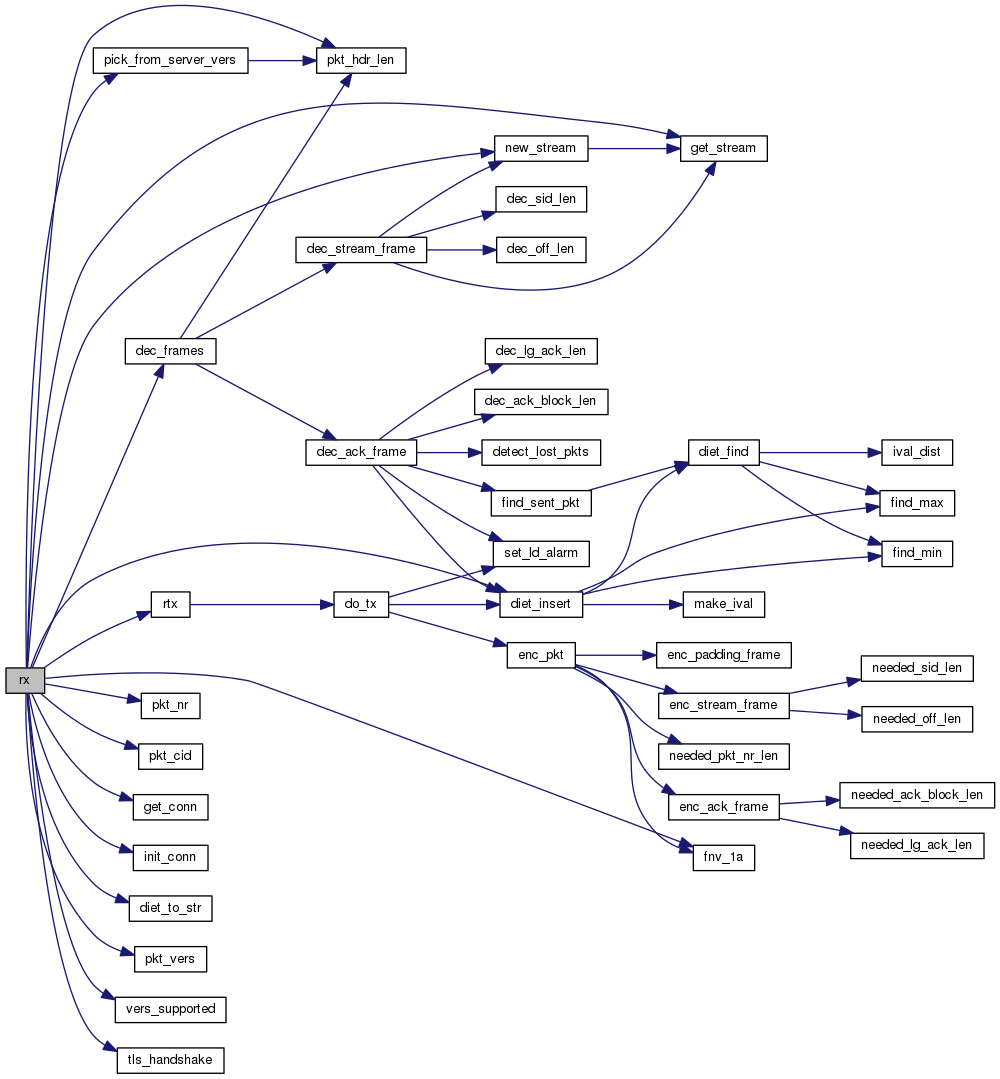 pick_from_server_vers
pkt_hdr_len
new_stream
get_stream
dec_sid_len
dec_stream_frame
dec_off_len
dec_frames
dec_lg_ack_len
dec_ack_block_len
dec_ack_frame
detect_lost_pkts
diet_find
ival_dist
find_sent_pkt
find_max
set_ld_alarm
find_min
rtx
do_tx
diet_insert
make_ival
enc_pkt
enc_padding_frame
needed_sid_len
rx
pkt_nr
enc_stream_frame
needed_off_len
pkt_cid
needed_pkt_nr_len
get_conn
enc_ack_frame
needed_ack_block_len
needed_lg_ack_len
init_conn
fnv_1a
diet_to_str
pkt_vers
vers_supported
tls_handshake